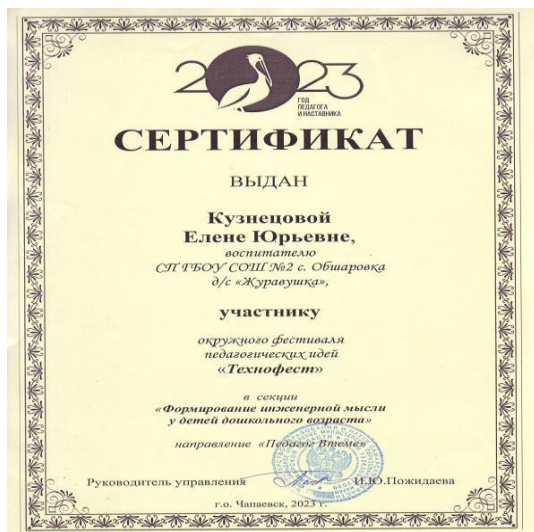 2023
ГОД
ПЕДАГОГА
И НАСТАВНИКА
СЕРТИФИКАТ
ВЫДАН
Кузнецовой
Елене Юрьевне,
воспитателю
СП ГБОУ СОШ №2 с. Обшаровка
д/с «Журавушка»,
участнику
окружного фестиваля
педагогических идей
«Технофест»
в секции
«Формирование инженерной мысли
у детей дошкольного возраста»
направление «Педагог Втеме»
Руководитель управления И.Ю.Пожидаева
г.о. Чапаевск, 2023 г.